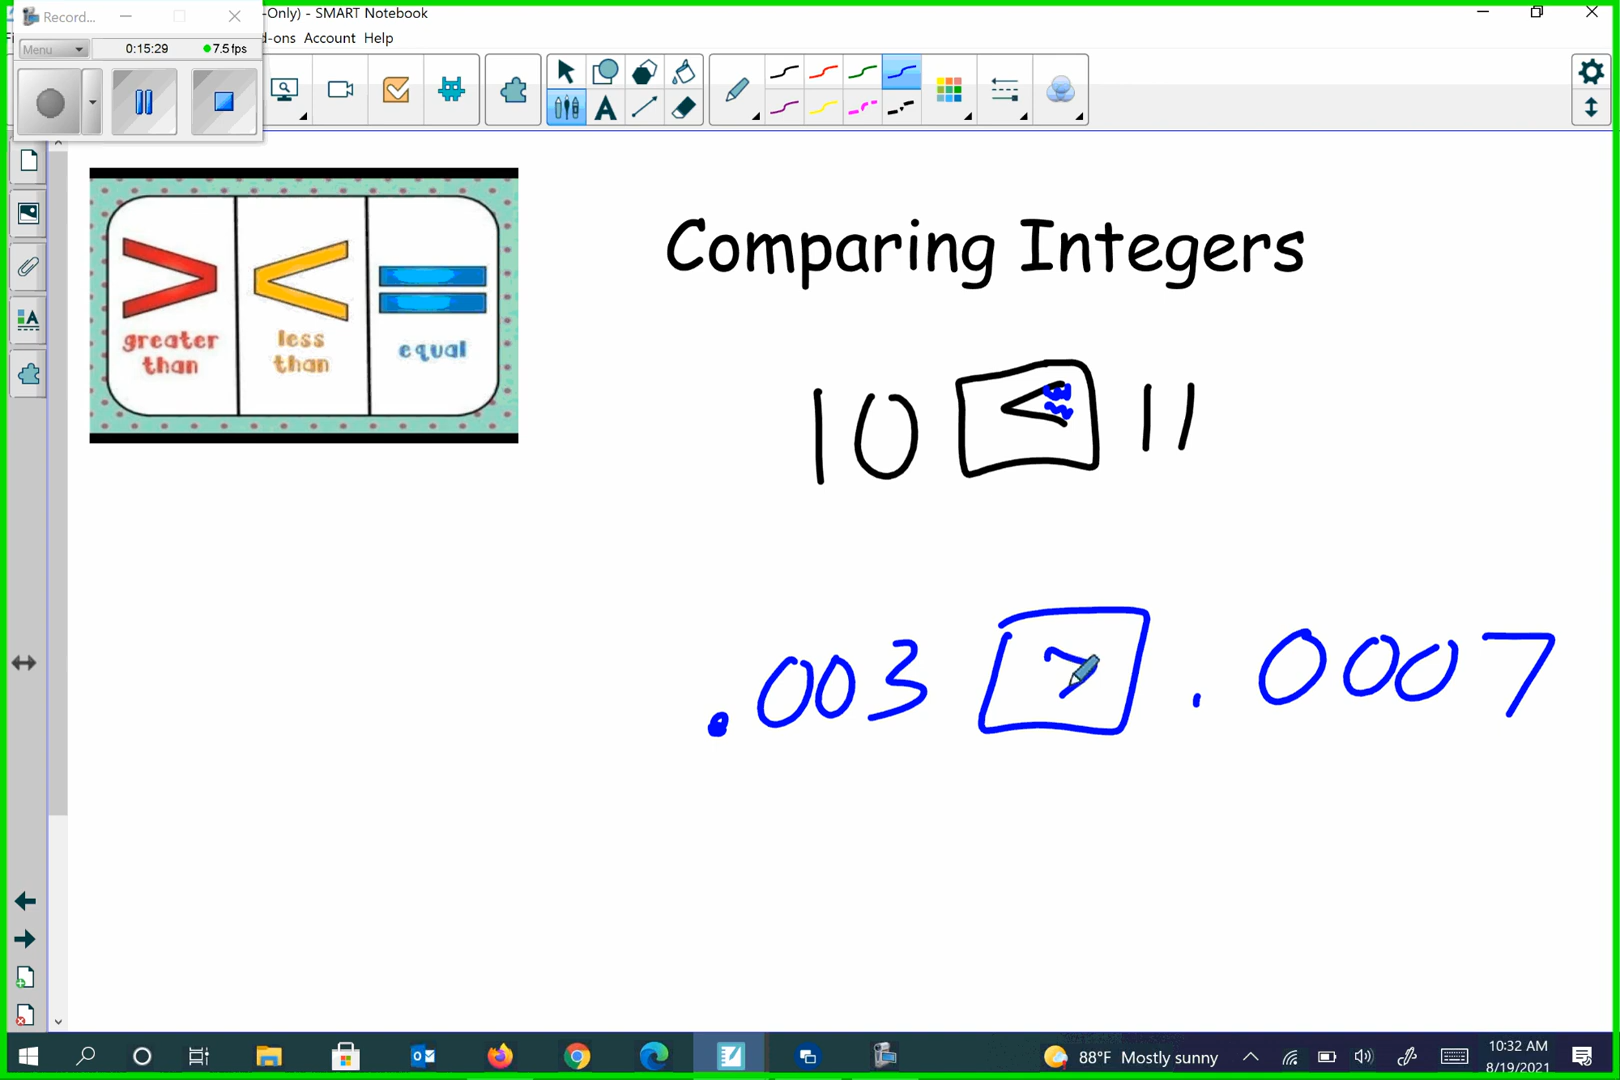 Record...
-Only) - SMART Notebook
Menu
0:15:29
7.5 fps
d-ons Account Help
greater than
less than
equal
Comparing Integers
10 < 11
.003 > .0007
88°F Mostly sunny
10:32 AM
8/19/2021